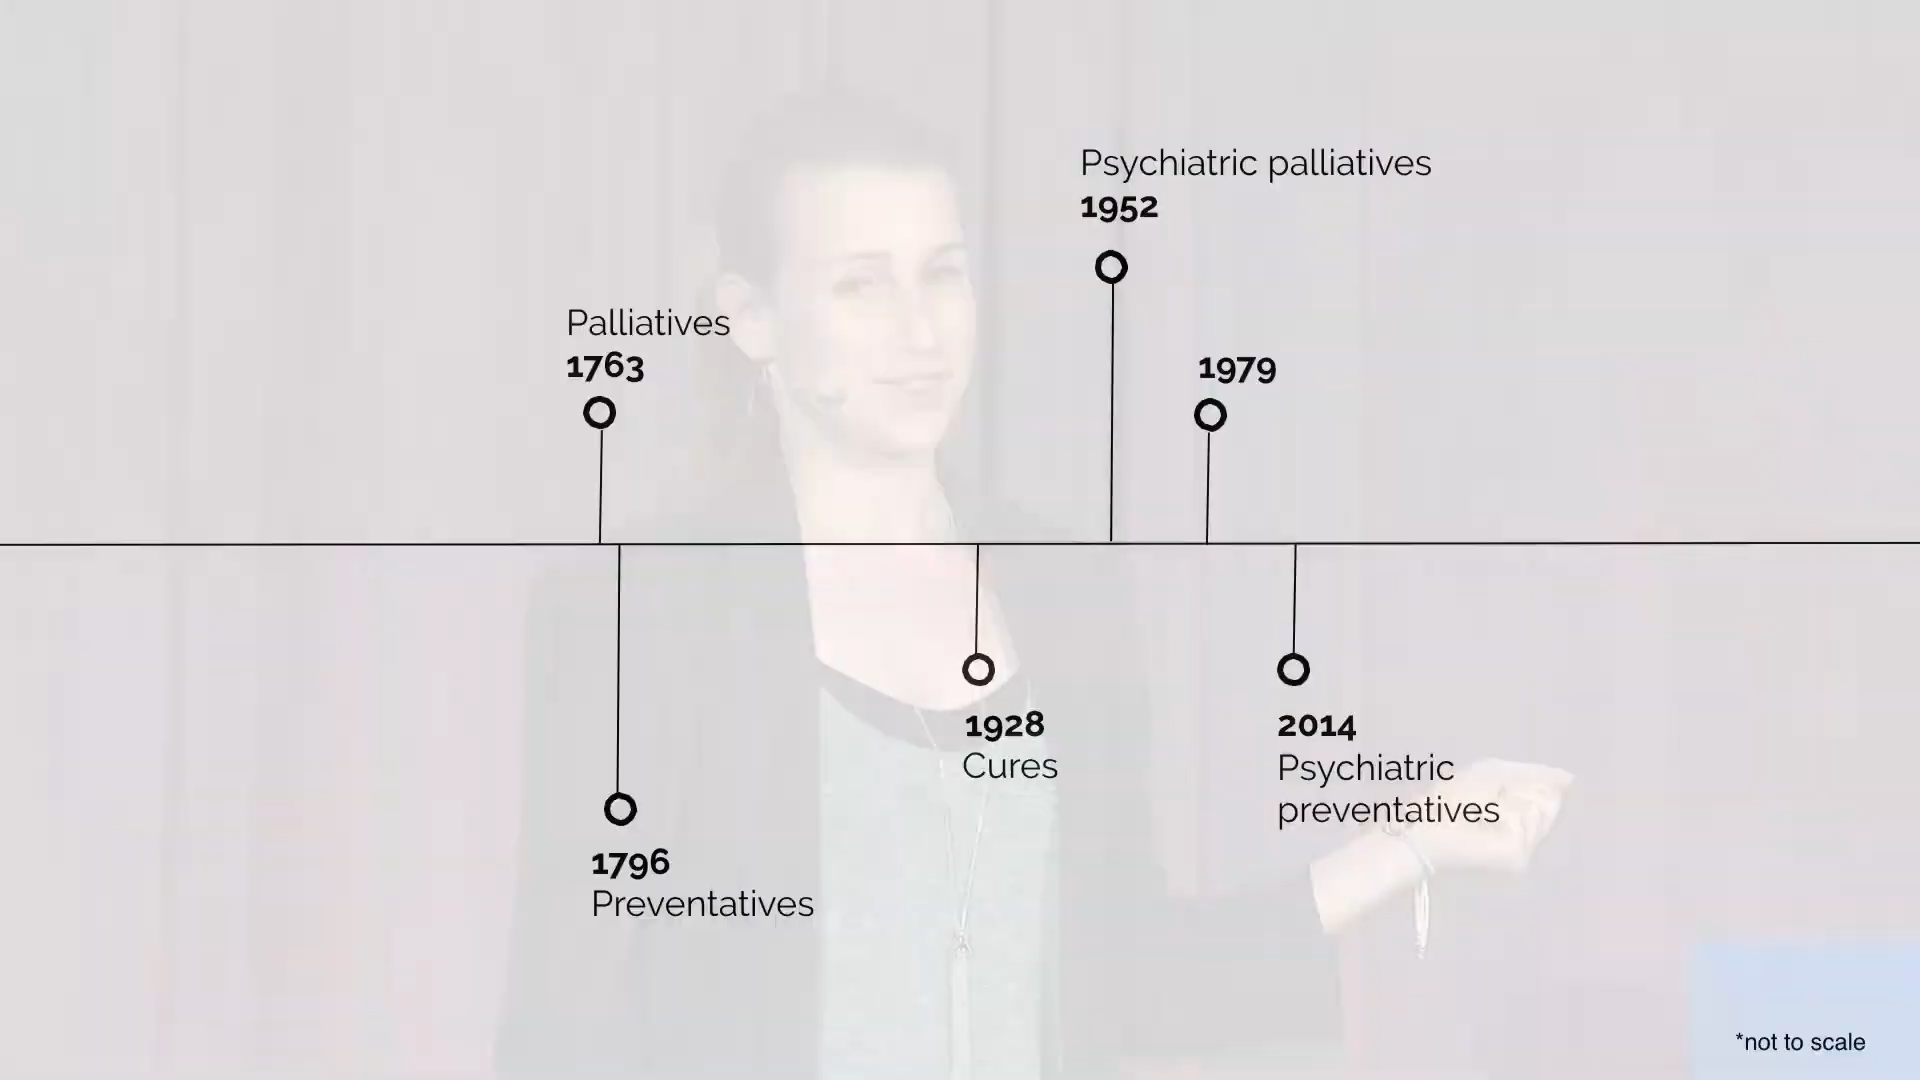 Psychiatric palliatives
1952
Palliatives
1763
1979
1928
Cures
2014
Psychiatric
preventatives
1796
Preventatives
*not to scale